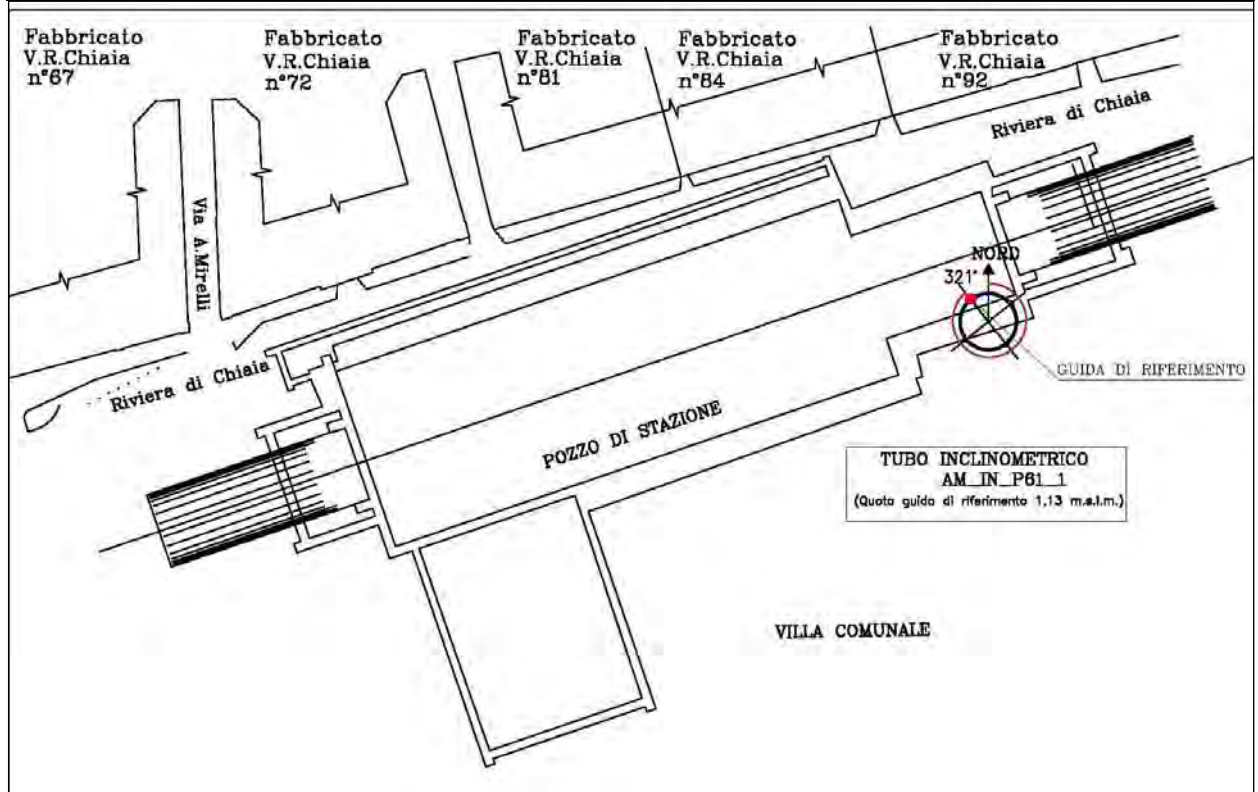 Fabbricato
V.R.Chiaia
n°67
Fabbricato
V.R.Chiaia
n°72
Fabbricato
V.R.Chiaia
n°81
Fabbricato
V.R.Chiaia
n°84
Fabbricato
V.R.Chiaia
n°92
Riviera di Chiaia
Via A.Mirelli
NORD
321°
Riviera di Chiaia
GUIDA DI RIFERIMENTO
POZZO DI STAZIONE
TUBO INCLINOMETRICO
AM_IN_P61_1
(Quota guida di riferimento 1,13 m.s.l.m.)
VILLA COMUNALE